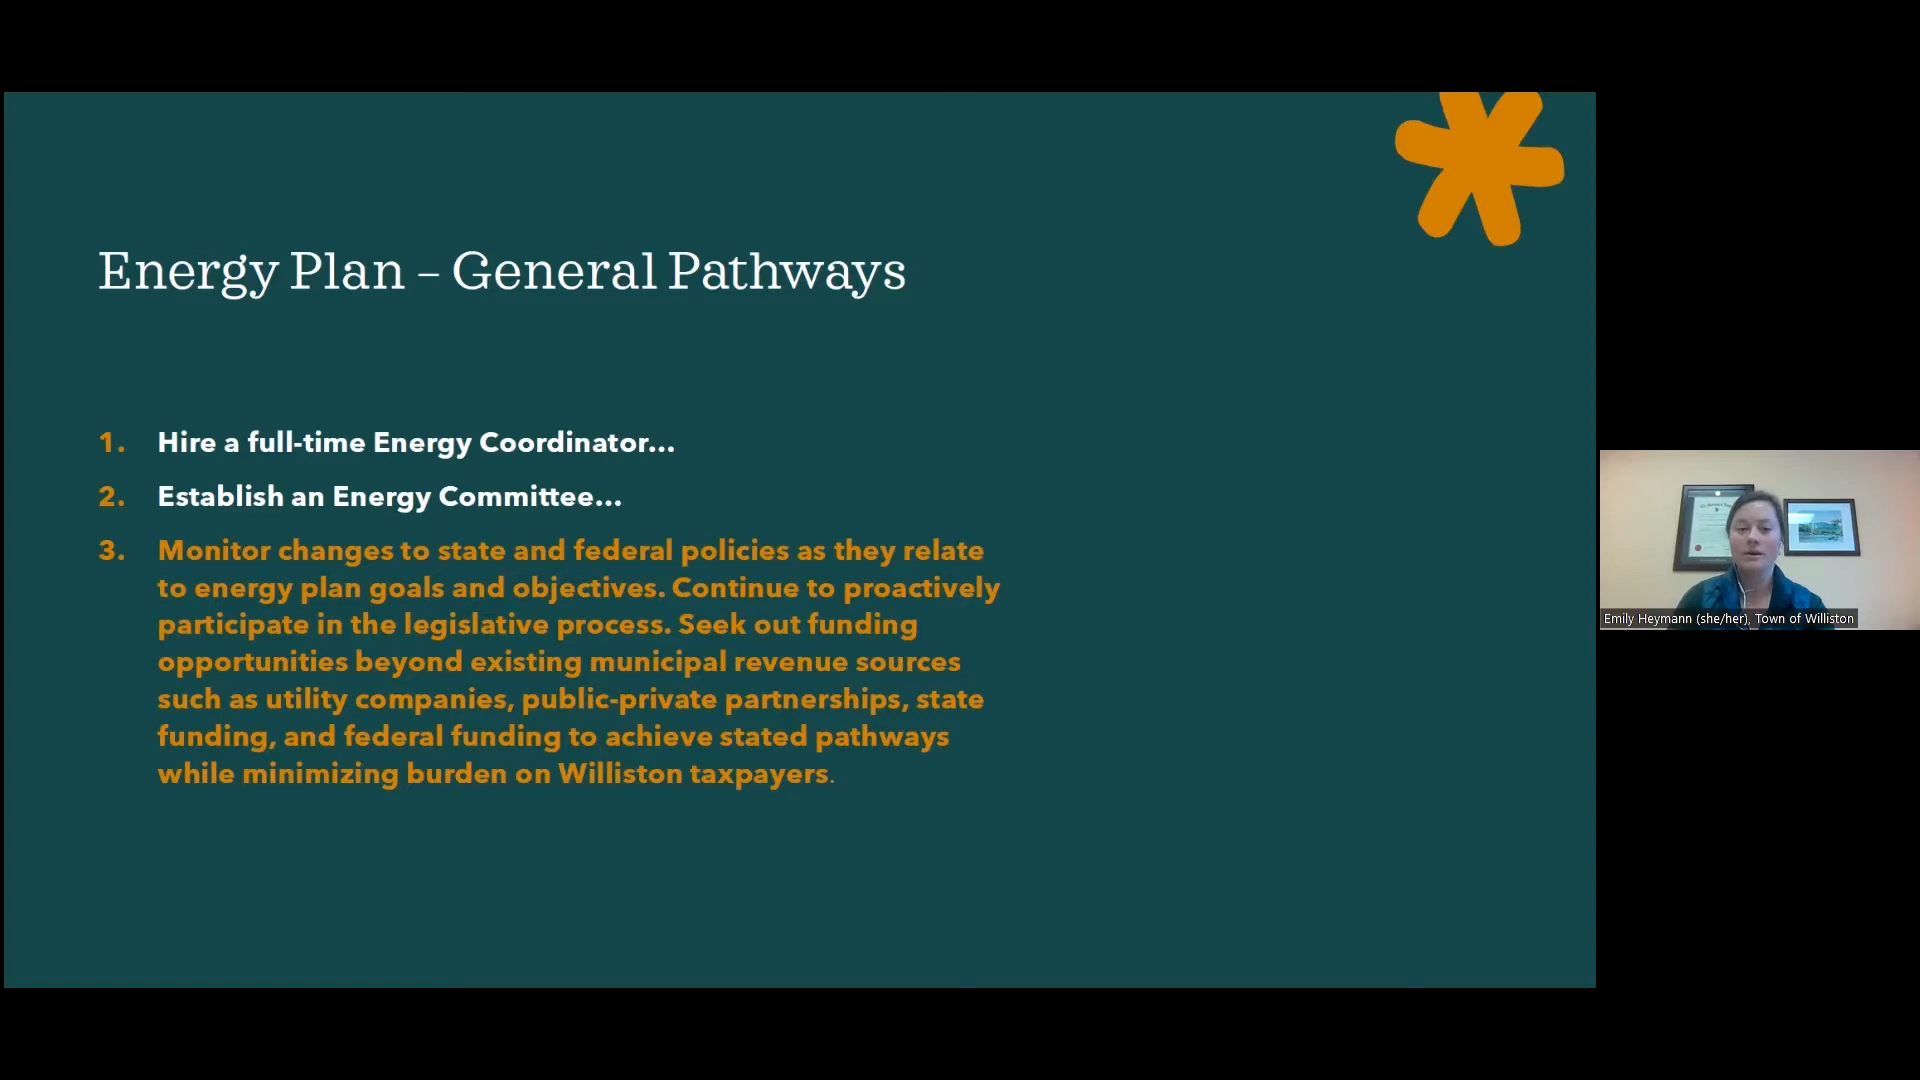 Energy Plan – General Pathways
1. Hire a full-time Energy Coordinator...
2. Establish an Energy Committee...
3. Monitor changes to state and federal policies as they relate
to energy plan goals and objectives. Continue to proactively
participate in the legislative process. Seek out funding
opportunities beyond existing municipal revenue sources
such as utility companies, public-private partnerships, state
funding, and federal funding to achieve stated pathways
while minimizing burden on Williston taxpayers.
Emily Heymann (she/her), Town of Williston